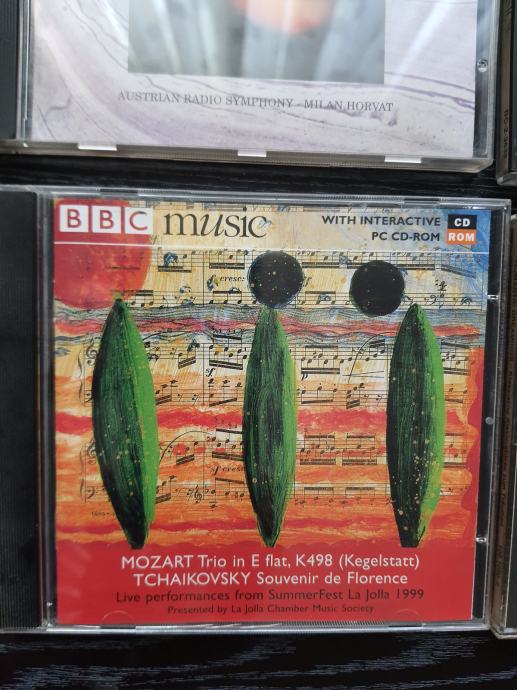 AUSTRIAN RADIO SYMPHONY - MILAN HORVAT
BBC music
WITH INTERACTIVE
PC CD-ROM
CD
ROM
cresc.
MOZART Trio in E flat, K498 (Kegelstatt)
TCHAIKOVSKY Souvenir de Florence
Live performances from SummerFest La Jolla 1999
Presented by La Jolla Chamber Music Society